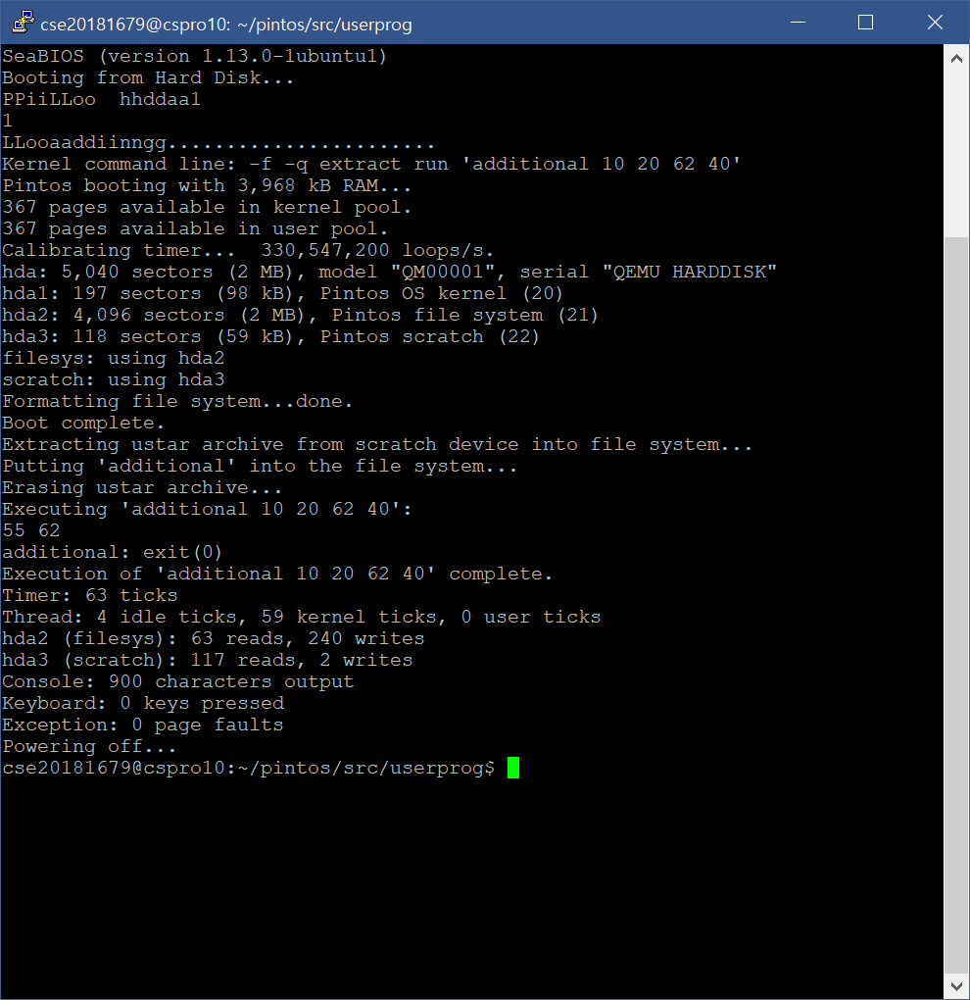 cse20181679@cspro10: ~/pintos/src/userprog
SeaBIOS (version 1.13.0-1ubuntu1)
Booting from Hard Disk...
PPiiLLoo  hhddaa1
1
LLooaaddiinngg.......................
Kernel command line: -f -q extract run 'additional 10 20 62 40'
Pintos booting with 3,968 kB RAM...
367 pages available in kernel pool.
367 pages available in user pool.
Calibrating timer...  330,547,200 loops/s.
hda: 5,040 sectors (2 MB), model "QM00001", serial "QEMU HARDDISK"
hda1: 197 sectors (98 kB), Pintos OS kernel (20)
hda2: 4,096 sectors (2 MB), Pintos file system (21)
hda3: 118 sectors (59 kB), Pintos scratch (22)
filesys: using hda2
scratch: using hda3
Formatting file system...done.
Boot complete.
Extracting ustar archive from scratch device into file system...
Putting 'additional' into the file system...
Erasing ustar archive...
Executing 'additional 10 20 62 40':
55 62
additional: exit(0)
Execution of 'additional 10 20 62 40' complete.
Timer: 63 ticks
Thread: 4 idle ticks, 59 kernel ticks, 0 user ticks
hda2 (filesys): 63 reads, 240 writes
hda3 (scratch): 117 reads, 2 writes
Console: 900 characters output
Keyboard: 0 keys pressed
Exception: 0 page faults
Powering off...
cse20181679@cspro10:~/pintos/src/userprog$